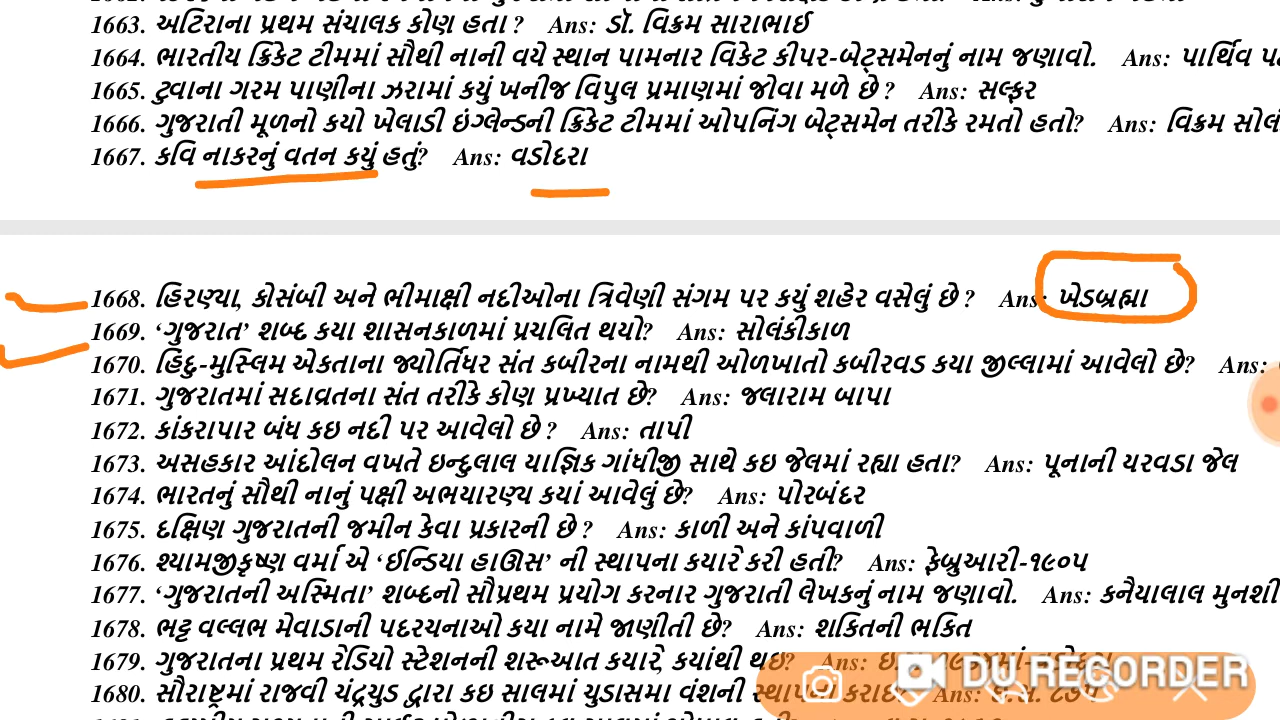 1663. અટિરાના પ્રથમ સંચાલક કોણ હતા ? Ans: ડૉ. વિક્રમ સારાભાઈ
1664. ભારતીય ક્રિકેટ ટીમમાં સૌથી નાની વયે સ્થાન પામનાર વિકેટ કીપર-બેટ્સમેનનું નામ જણાવો. Ans: પાર્થિવ
1665. ટુવાના ગરમ પાણીના ઝરામાં કયું ખનીજ વિપુલ પ્રમાણમાં જોવા મળે છે ? Ans: સલ્ફર
1666. ગુજરાતી મૂળનો કયો ખેલાડી ઇંગ્લેન્ડની ક્રિકેટ ટીમમાં ઓપનિંગ બેટ્સમેન તરીકે રમતો હતો? Ans: વિક્રમ
1667. કવિ નાકરનું વતન કયું હતું? Ans: વડોદરા
1668. હિરણ્યા, કોસંબી અને ભીમાક્ષી નદીઓના ત્રિવેણી સંગમ પર કયું શહેર વસેલું છે ? Ans: ખેડબ્રહ્મા
1669. ‘ગુજરાત’ શબ્દ કયા શાસનકાળમાં પ્રચલિત થયો? Ans: સોલંકીકાળ
1670. હિંદુ-મુસ્લિમ એકતાના જ્યોર્તિધર સંત કબીરના નામથી ઓળખાતો કબીરવડ કયા જીલ્લામાં આવેલો છે? Ans:
1671. ગુજરાતમાં સદાવ્રતના સંત તરીકે કોણ પ્રખ્યાત છે? Ans: જલારામ બાપા
1672. કાંકરાપાર બંધ કઇ નદી પર આવેલો છે ? Ans: તાપી
1673. અસહકાર આંદોલન વખતે ઇન્દુલાલ યાજ્ઞિક ગાંધીજી સાથે કઇ જેલમાં રહ્યા હતા? Ans: પૂનાની યરવડા જેલ
1674. ભારતનું સૌથી નાનું પક્ષી અભયારણ્ય કયાં આવેલું છે? Ans: પોરબંદર
1675. દક્ષિણ ગુજરાતની જમીન કેવા પ્રકારની છે ? Ans: કાળી અને કાંપવાળી
1676. શ્યામજીકૃષ્ણ વર્મા એ ‘ઈન્ડિયા હાઊસ’ ની સ્થાપના કયારે કરી હતી? Ans: ફેબ્રુઆરી-૧૯૦૫
1677. ‘ગુજરાતની અસ્મિતા’ શબ્દનો સૌપ્રથમ પ્રયોગ કરનાર ગુજરાતી લેખકનું નામ જણાવો. Ans: કનૈયાલાલ મુનશી
1678. ભટ્ટ વલ્લભ મેવાડાની પદરચનાઓ કયા નામે જાણીતી છે? Ans: શકિતની ભકિત
1679. ગુજરાતના પ્રથમ રેડિયો સ્ટેશનની શરૂઆત કયારે, કયાંથી થઇ? Ans:
DU RECORDER
1680. સૌરાષ્ટ્રમાં રાજવી ચંદ્રચુડ દ્વારા કઇ સાલમાં ચુડાસમા વંશની સ્થાપના કરાઇ? Ans: